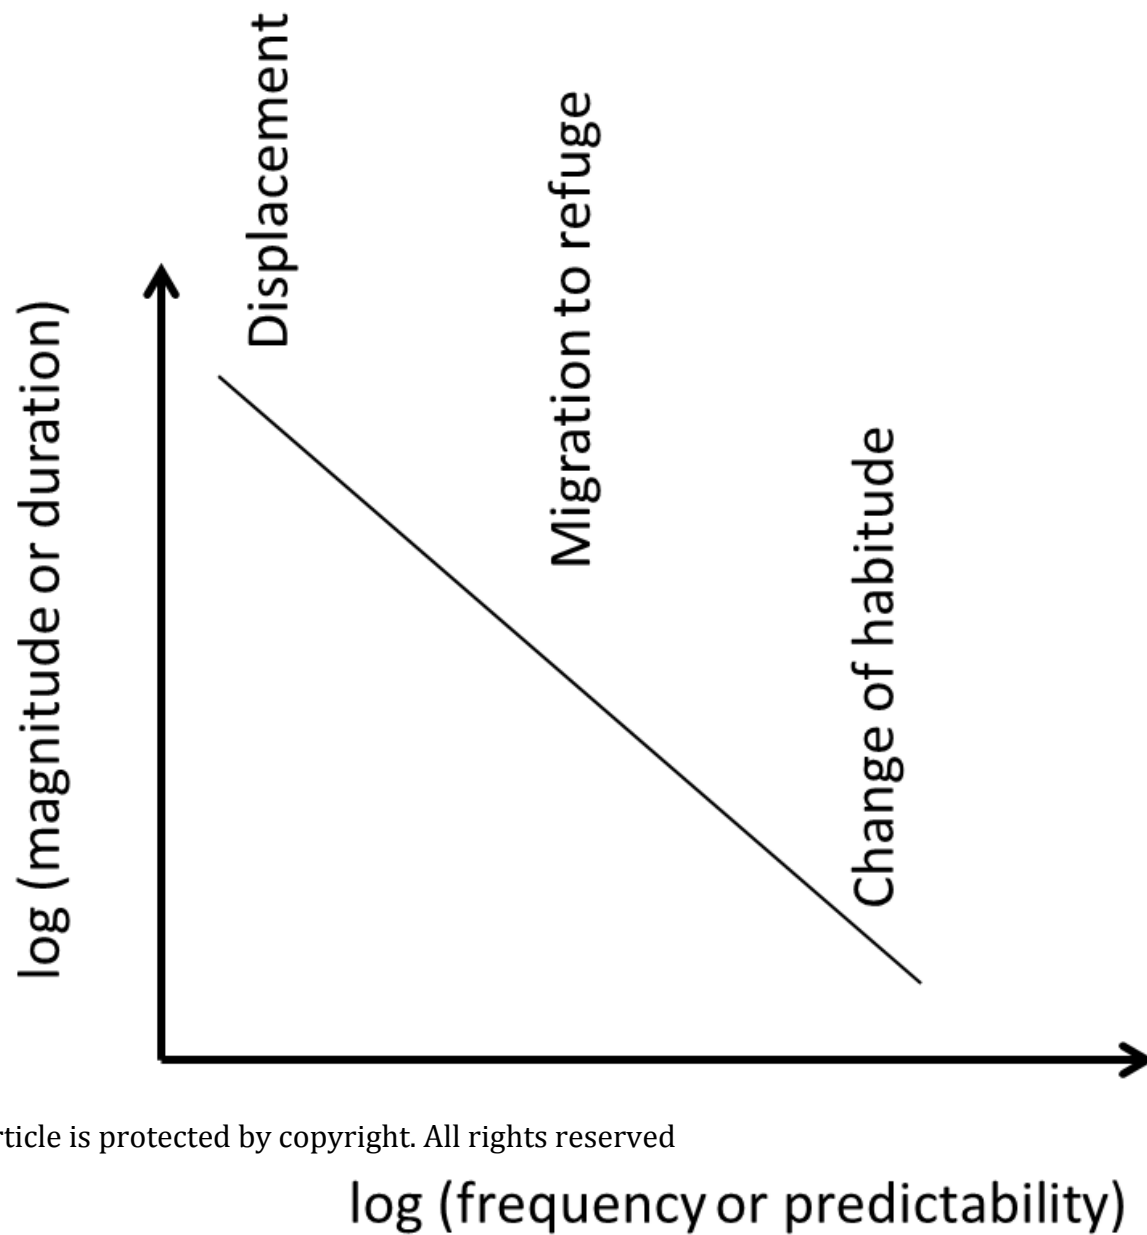 Displacement
Migration to refuge
Change of habitude
log (magnitude or duration)
rticle is protected by copyright. All rights reserved
log (frequency or predictability)